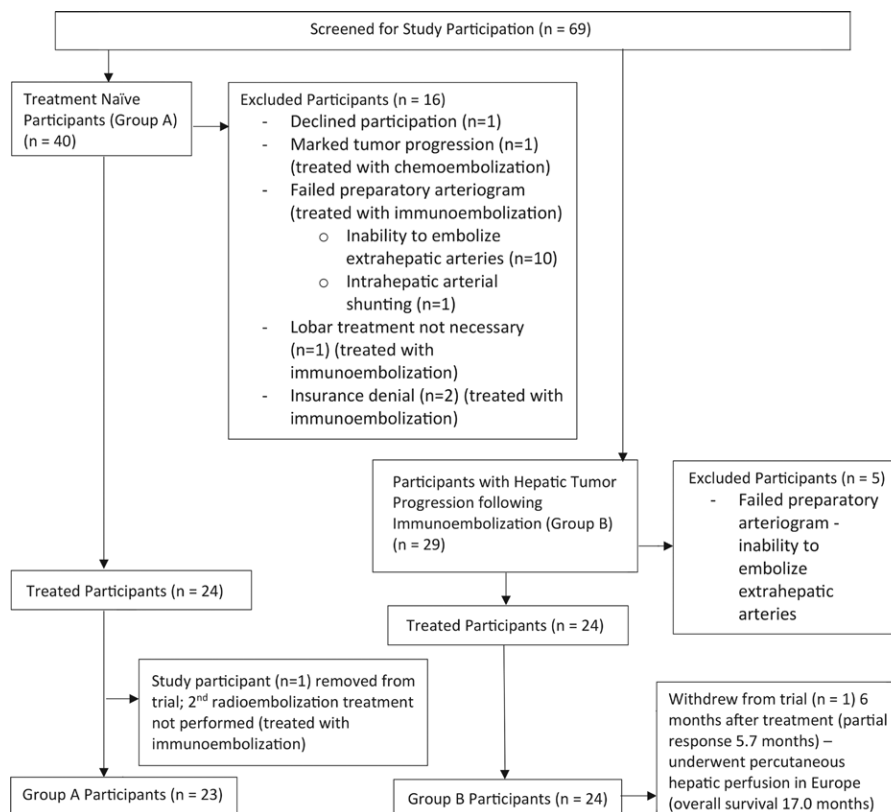 Screened for Study Participation (n = 69)
Treatment Naïve
Participants (Group A)
(n = 40)
Excluded Participants (n = 16)
- Declined participation (n=1)
- Marked tumor progression (n=1)
(treated with chemoembolization)
- Failed preparatory arteriogram
(treated with immunoembolization)
o Inability to embolize
extrahepatic arteries (n=10)
o Intrahepatic arterial
shunting (n=1)
- Lobar treatment not necessary
(n=1) (treated with
immunoembolization)
- Insurance denial (n=2) (treated with
immunoembolization)
Participants with Hepatic Tumor
Progression following
Immunoembolization (Group B)
(n = 29)
Excluded Participants (n = 5)
- Failed preparatory
arteriogram -
inability to
embolize
extrahepatic
arteries
Treated Participants (n = 24)
Treated Participants (n = 24)
Study participant (n=1) removed from
trial; 2nd radioembolization treatment
not performed (treated with
immunoembolization)
Withdrew from trial (n = 1) 6
months after treatment (partial
response 5.7 months) –
underwent percutaneous
hepatic perfusion in Europe
(overall survival 17.0 months)
Group A Participants (n = 23)
Group B Participants (n = 24)